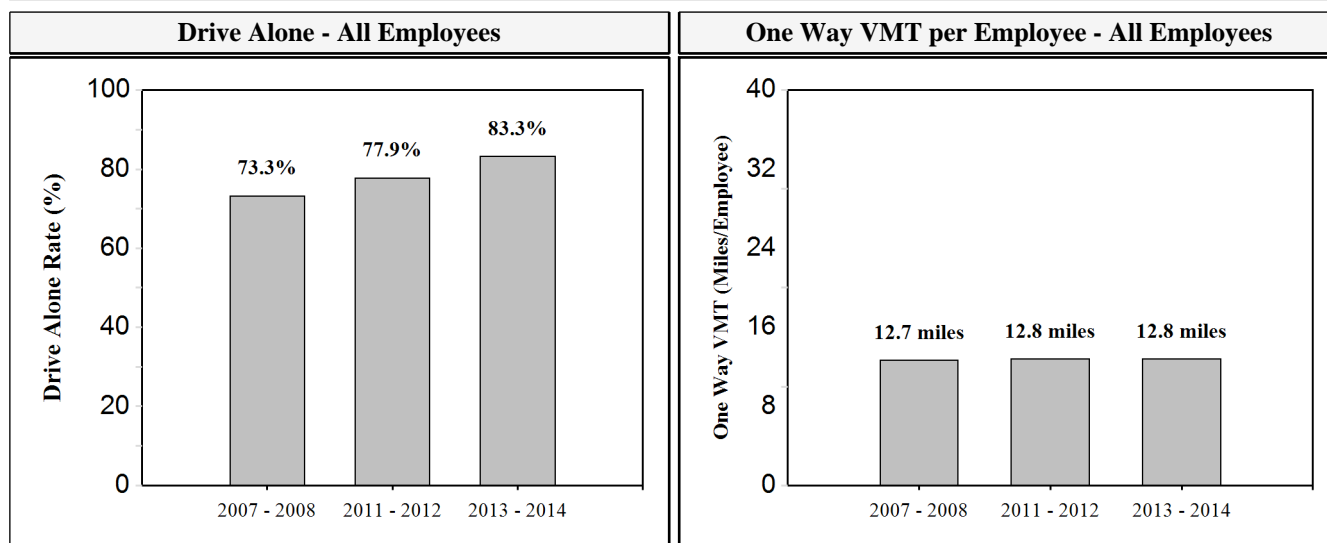 Drive Alone - All Employees
One Way VMT per Employee - All Employees
Drive Alone Rate (%)
100
80
60
40
20
0
73.3%
77.9%
83.3%
2007 - 2008
2011 - 2012
2013 - 2014
One Way VMT (Miles/Employee)
40
32
24
16
8
0
12.7 miles
12.8 miles
12.8 miles
2007 - 2008
2011 - 2012
2013 - 2014